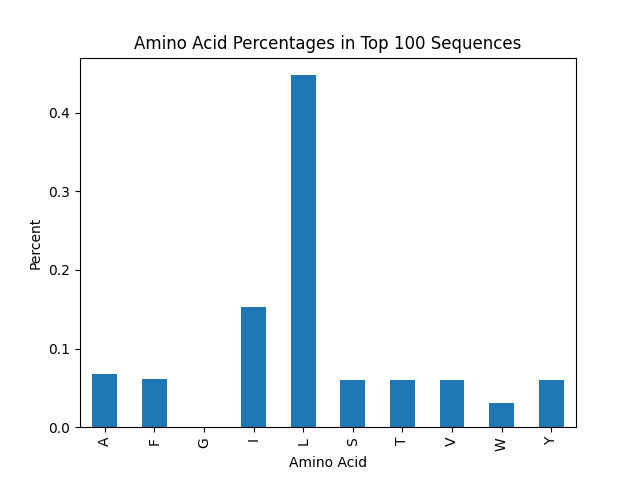 Amino Acid Percentages in Top 100 Sequences
0.4
0.3
0.2
0.1
0.0
Percent
A F G I L S T V W Y
Amino Acid